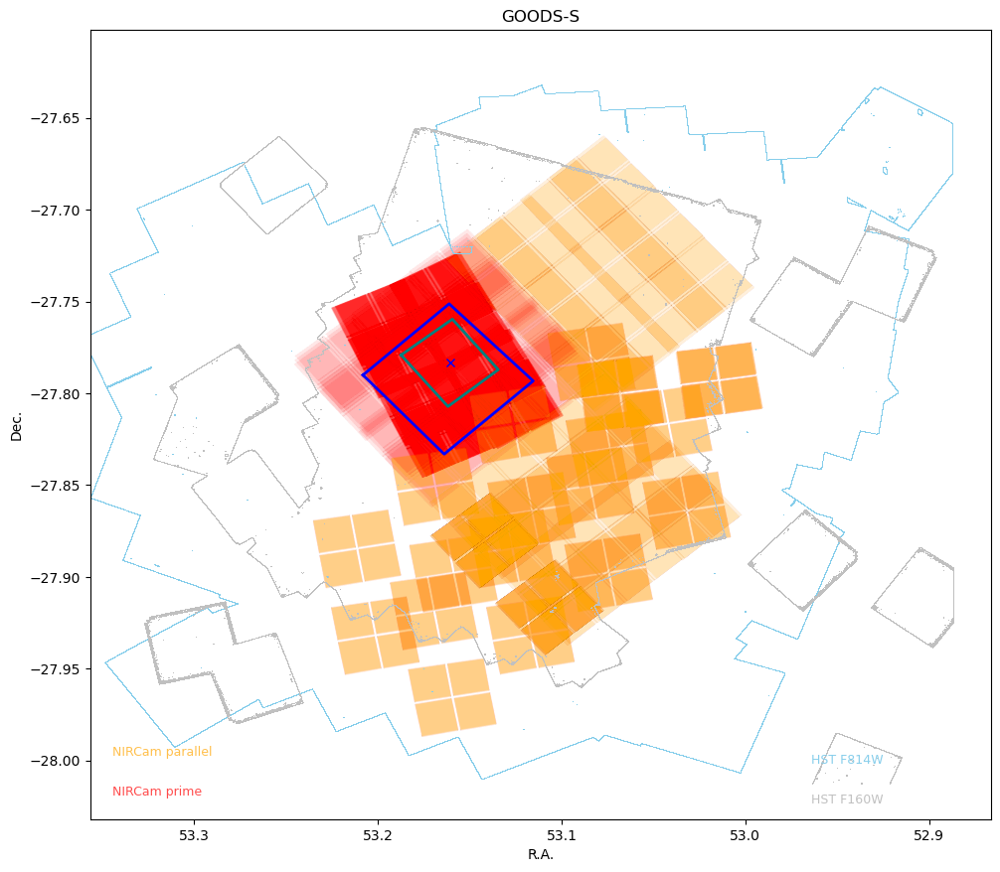 GOODS-S
Dec.
−27.65
−27.70
−27.75
−27.80
−27.85
−27.90
−27.95
−28.00
NIRCam parallel
NIRCam prime
HST F814W
HST F160W
53.3
53.2
53.1
53.0
52.9
R.A.